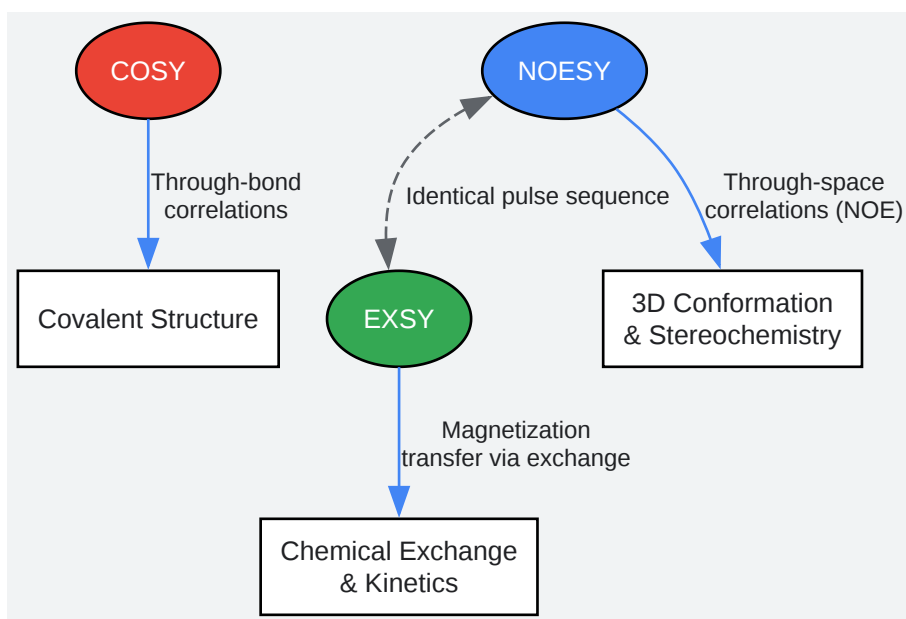 COSY
NOESY
Through-bond
correlations
Identical pulse sequence
Through-space
correlations (NOE)
Covalent Structure
EXSY
3D Conformation
& Stereochemistry
Magnetization
transfer via exchange
Chemical Exchange
& Kinetics